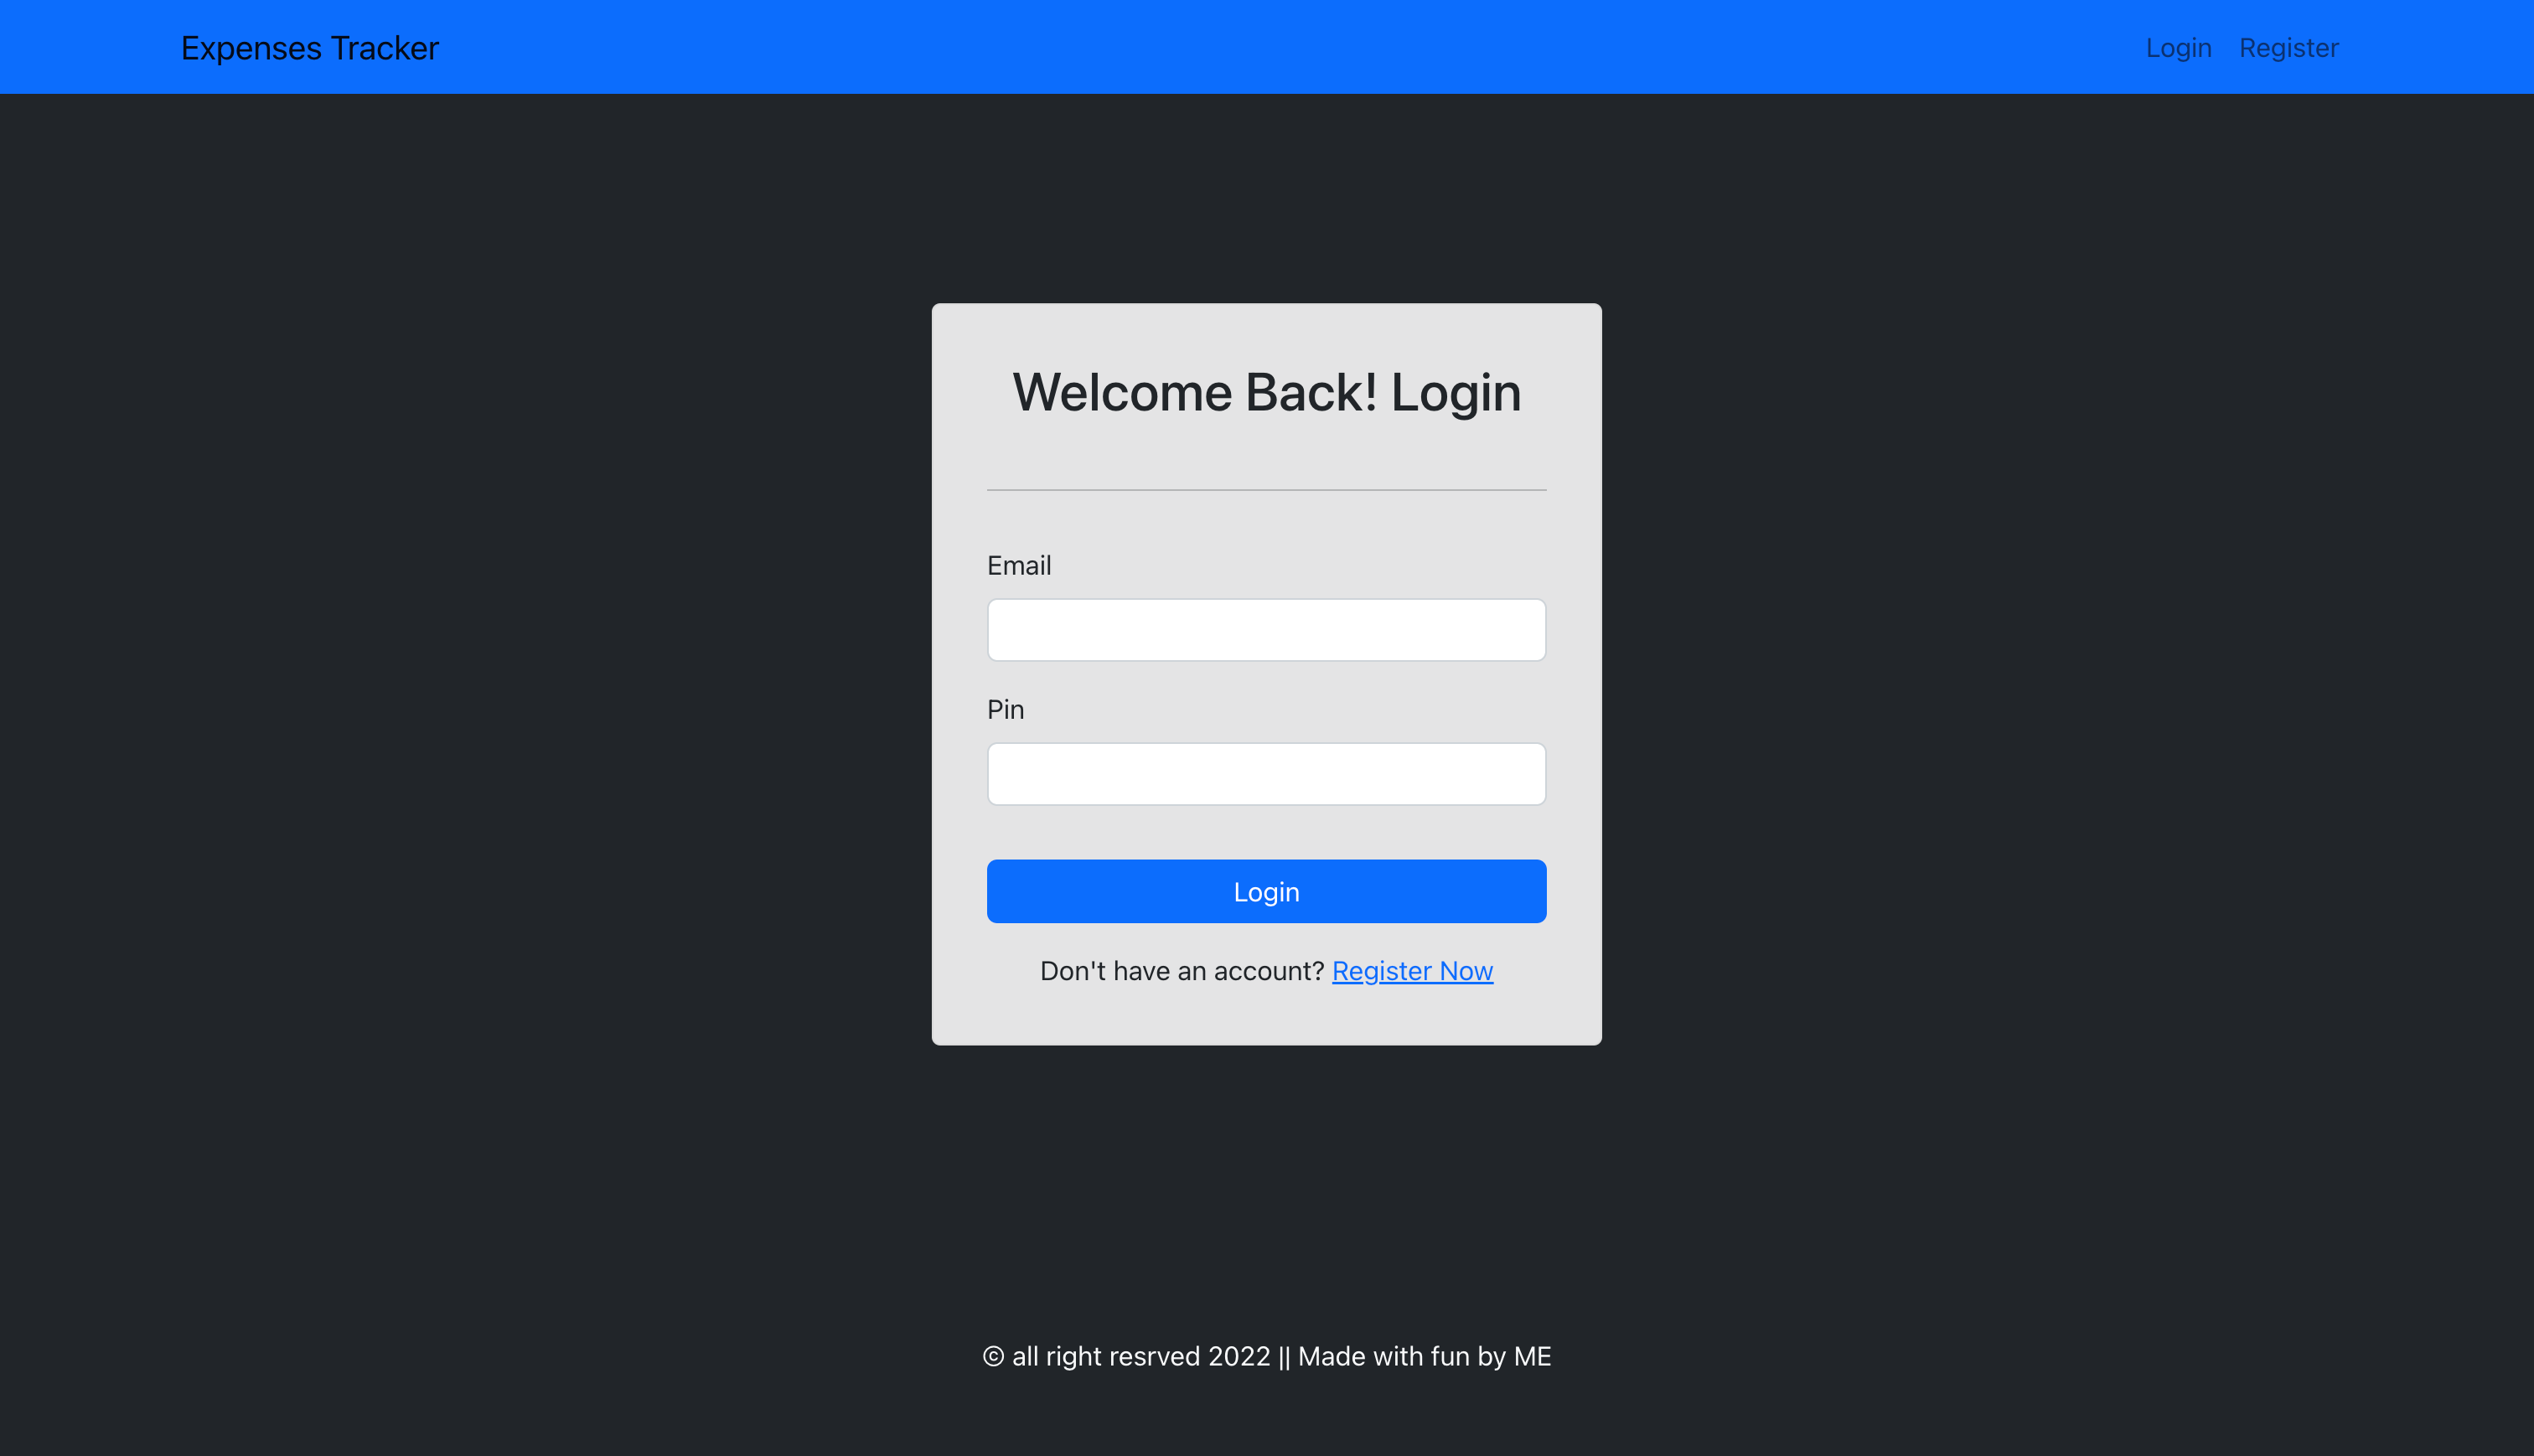 Expenses Tracker
Login Register
Welcome Back! Login
Email
Pin
Login
Don't have an account? Register Now
© all right resrved 2022 || Made with fun by ME